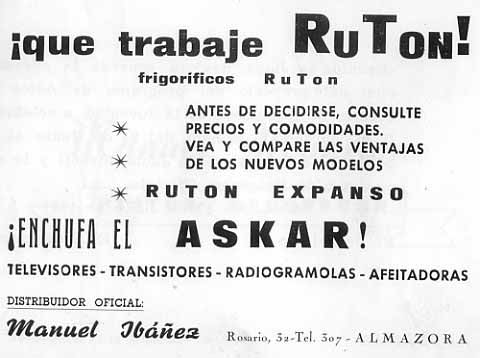 ¡que trabaje RuTon!
frigoríficos RuTon
ANTES DE DECIDIRSE, CONSULTE
* PRECIOS Y COMODIDADES.
VEA Y COMPARE LAS VENTAJAS
* DE LOS NUEVOS MODELOS
* RUTON EXPANSO
¡ENCHUFA EL ASKAR!
TELEVISORES - TRANSISTORES - RADIOGRAMOLAS - AFEITADORAS
DISTRIBUIDOR OFICIAL:
Manuel Ibáñez Rosario, 32-Tel. 307 - ALMAZORA